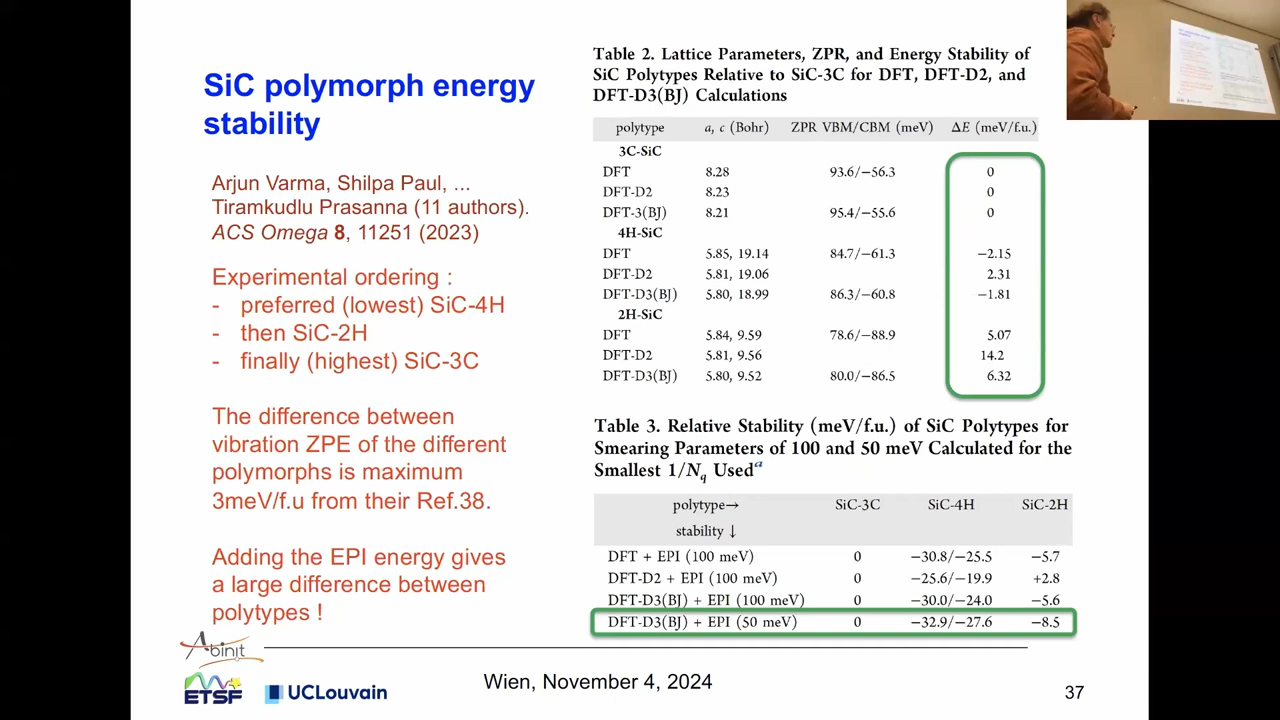 SiC polymorph energy
stability
Arjun Varma, Shilpa Paul, ...
Tiramkudlu Prasanna (11 authors).
ACS Omega 8, 11251 (2023)
Experimental ordering :
- preferred (lowest) SiC-4H
- then SiC-2H
- finally (highest) SiC-3C
The difference between
vibration ZPE of the different
polymorphs is maximum
3meV/f.u from their Ref.38.
Adding the EPI energy gives
a large difference between
polytypes !
Table 2. Lattice Parameters, ZPR, and Energy Stability of
SiC Polytypes Relative to SiC-3C for DFT, DFT-D2, and
DFT-D3(BJ) Calculations
polytype a, c (Bohr) ZPR VBM/CBM (meV) ΔE (meV/f.u.)
3C-SiC
DFT 8.28 93.6/−56.3 0
DFT-D2 8.23 0
DFT-3(BJ) 8.21 95.4/−55.6 0
4H-SiC
DFT 5.85, 19.14 84.7/−61.3 −2.15
DFT-D2 5.81, 19.06 2.31
DFT-D3(BJ) 5.80, 18.99 86.3/−60.8 −1.81
2H-SiC
DFT 5.84, 9.59 78.6/−88.9 5.07
DFT-D2 5.81, 9.56 14.2
DFT-D3(BJ) 5.80, 9.52 80.0/−86.5 6.32
Table 3. Relative Stability (meV/f.u.) of SiC Polytypes for
Smearing Parameters of 100 and 50 meV Calculated for the
Smallest 1/Nq Useda
polytype→ SiC-3C SiC-4H SiC-2H
stability ↓
DFT + EPI (100 meV) 0 −30.8/−25.5 −5.7
DFT-D2 + EPI (100 meV) 0 −25.6/−19.9 +2.8
DFT-D3(BJ) + EPI (100 meV) 0 −30.0/−24.0 −5.6
DFT-D3(BJ) + EPI (50 meV) 0 −32.9/−27.6 −8.5
Abinit
ETSF
UCLouvain
Wien, November 4, 2024
37